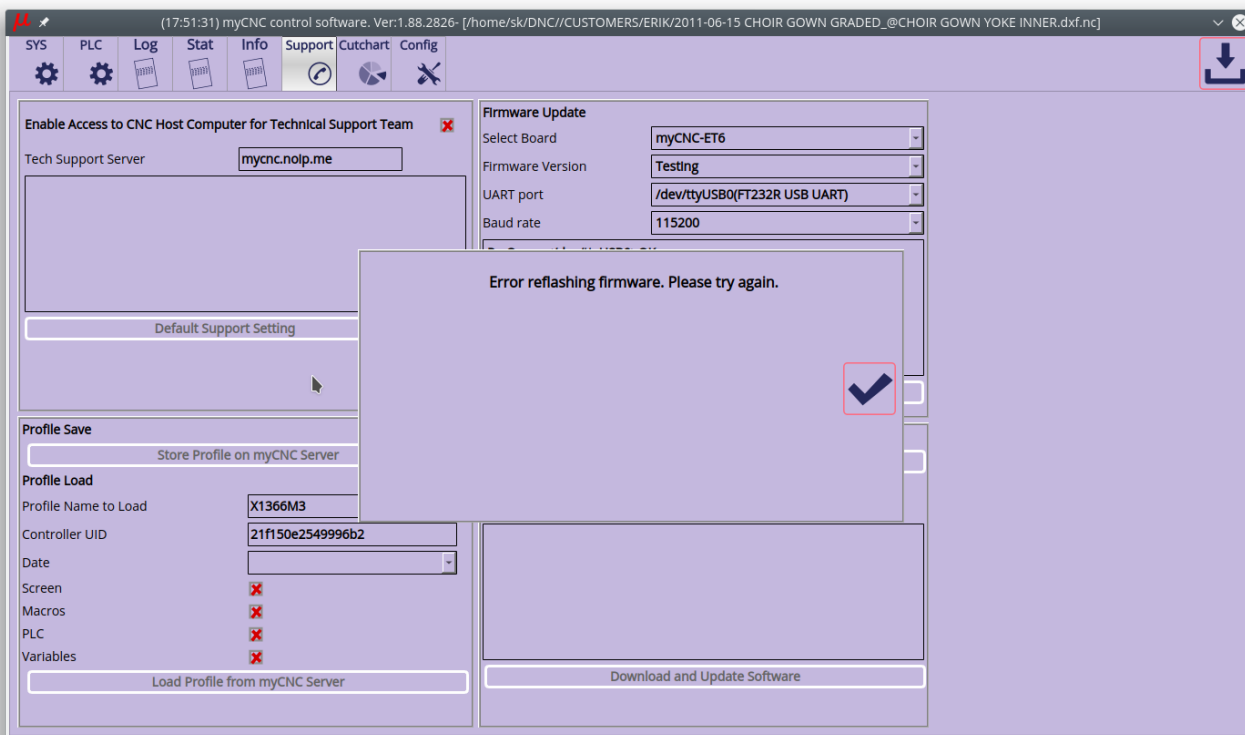 (17:51:31) myCNC control software. Ver:1.88.2826- [/home/sk/DNC//CUSTOMERS/ERIK/2011-06-15 CHOIR GOWN GRADED_@CHOIR GOWN YOKE INNER.dxf.nc]
SYS PLC Log Stat Info Support Cutchart Config
Enable Access to CNC Host Computer for Technical Support Team
Tech Support Server mycnc.noip.me
Default Support Setting
Firmware Update
Select Board myCNC-ET6
Firmware Version Testing
UART port /dev/ttyUSB0(FT232R USB UART)
Baud rate 115200
Error reflashing firmware. Please try again.
Profile Save
Store Profile on myCNC Server
Profile Load
Profile Name to Load X1366M3
Controller UID 21f150e2549996b2
Date
Screen
Macros
PLC
Variables
Load Profile from myCNC Server
Download and Update Software